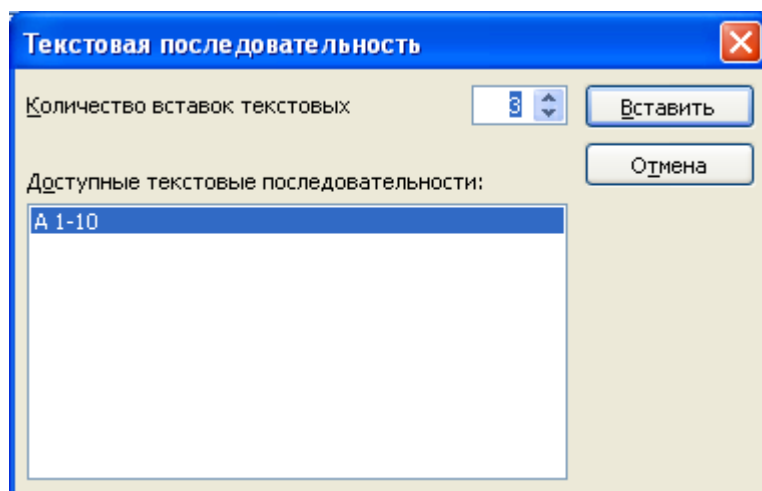 Текстовая последовательность
Количество вставок текстовых
3
Вставить
Отмена
Доступные текстовые последовательности:
А 1-10